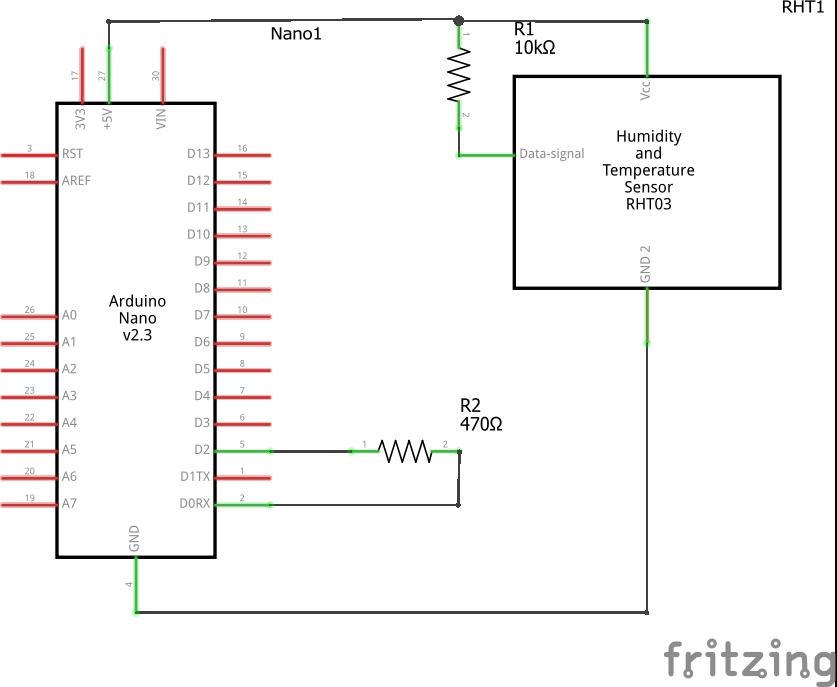 RHT1
Nano1
R1
10kΩ
1
2
17
27
30
3V3
+5V
VIN
Vcc
Data-signal
Humidity
and
Temperature
Sensor
RHT03
GND 2
3 RST D13 16
18 AREF D12 15
D11 14
D10 13
D9 12
D8 11
26 A0 D7 10
25 A1 D6 9
24 A2 D5 8
23 A3 D4 7
22 A4 D3 6
21 A5 D2 5
20 A6 D1TX 1
19 A7 D0RX 2
Arduino
Nano
v2.3
R2
470Ω
1 2
GND
4
fritzing